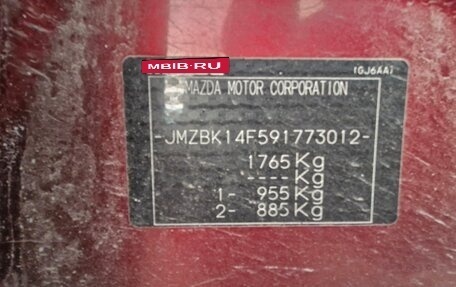 MBIB.RU
(GJ6AA)
MAZDA MOTOR CORPORATION
-JMZBK14F591773012-
1765 Kg
---- Kg
1- 955 Kg
2- 885 Kg